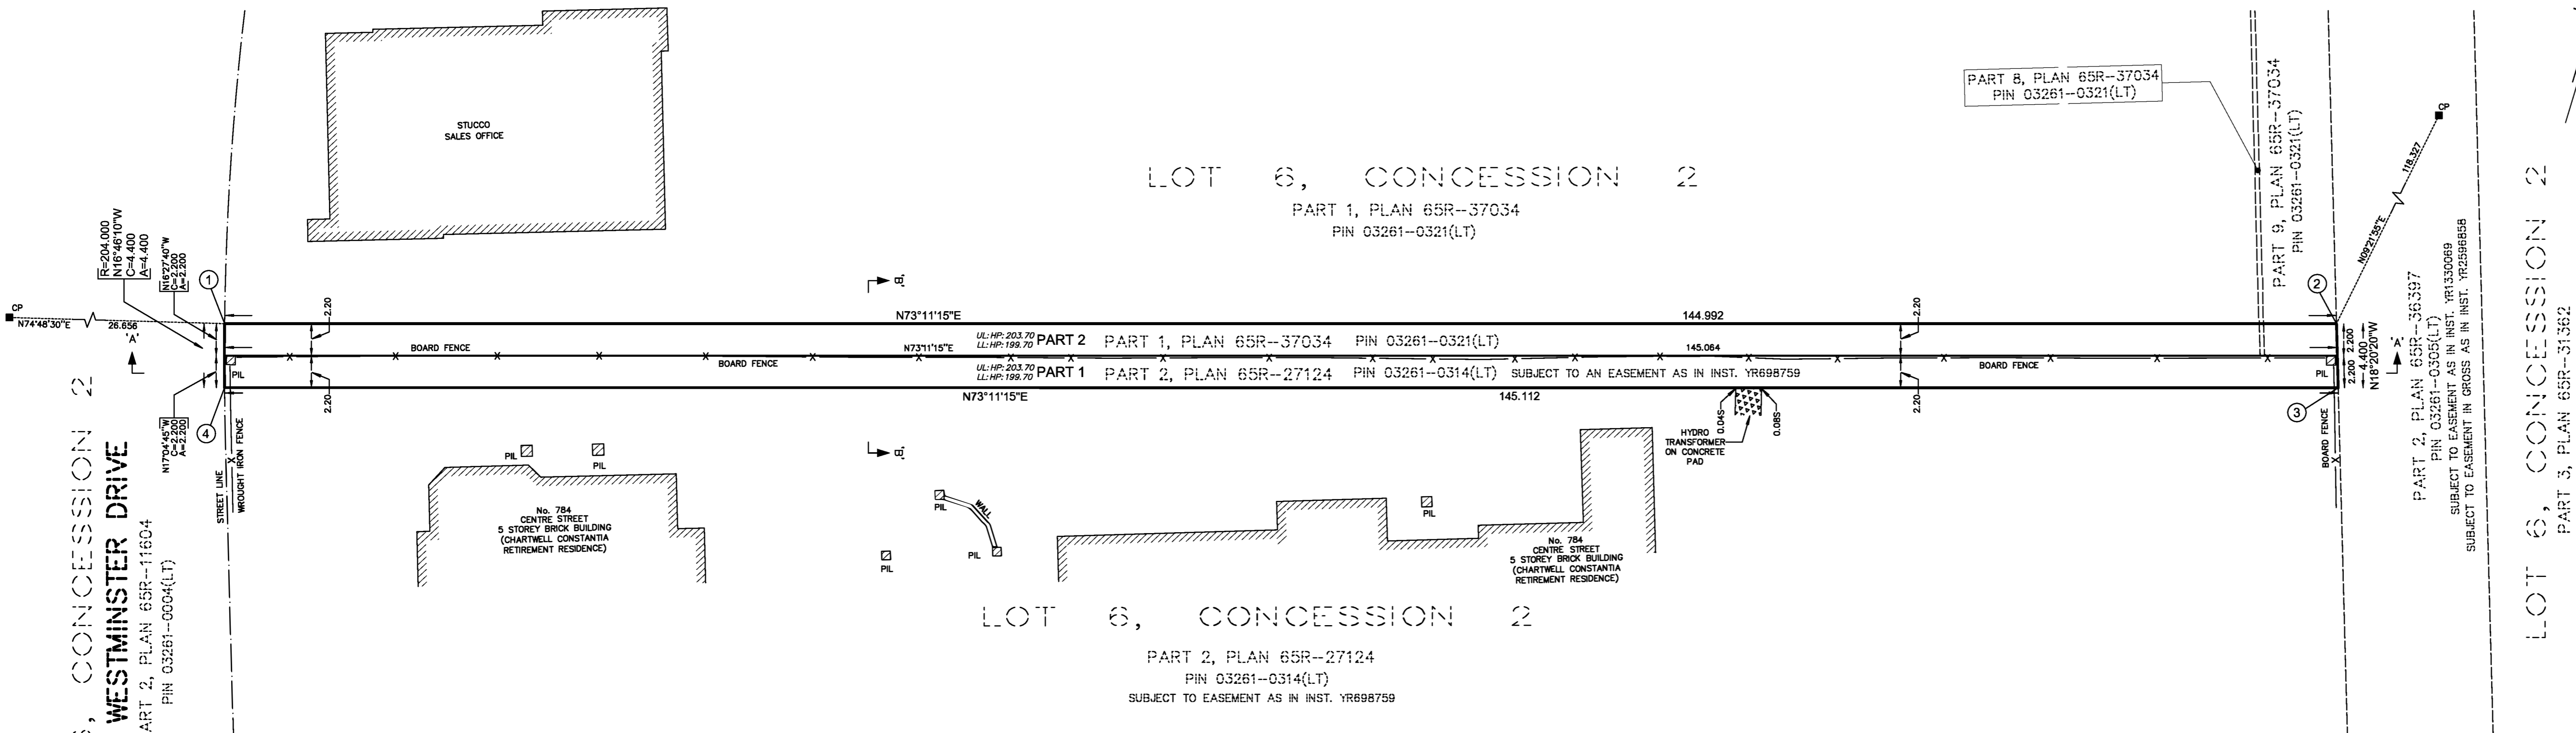 STUCCO
SALES OFFICE
PART 8, PLAN 65R--37034
PIN 03261--0321(LT)
PART 9, PLAN 65R--37034
PIN 03261--0321(LT)
CP
118.327
N09°21'55"E
LOT 6, CONCESSION 2
PART 1, PLAN 65R--37034
PIN 03261--0321(LT)
R=204.000
N16°46'10"W
C=4.400
A=4.400
N16°27'40"W
C=2.200
A=2.200
1
2
CP
N74°48'30"E
26.656
'A'
2.20
'B'
N73°11'15"E
144.992
2.20
UL: HP: 203.70
LL: HP: 199.70
PART 2 PART 1, PLAN 65R--37034 PIN 03261--0321(LT)
BOARD FENCE
N73°11'15"E
145.064
BOARD FENCE
BOARD FENCE
UL: HP: 203.70
LL: HP: 199.70
PART 1 PART 2, PLAN 65R--27124 PIN 03261--0314(LT) SUBJECT TO AN EASEMENT AS IN INST. YR698759
PIL
PIL
2.200
2.200
4.400
N18°20'20"W
'A'
2.20
N73°11'15"E
145.112
2.20
N17°04'45"W
C=2.200
A=2.200
4
3
0.04S
0.08S
HYDRO
TRANSFORMER
ON CONCRETE
PAD
'B'
STREET LINE
WROUGHT IRON FENCE
BOARD FENCE
PIL
PIL
PIL
WALL
PIL
PIL
PIL
No. 784
CENTRE STREET
5 STOREY BRICK BUILDING
(CHARTWELL CONSTANTIA
RETIREMENT RESIDENCE)
No. 784
CENTRE STREET
5 STOREY BRICK BUILDING
(CHARTWELL CONSTANTIA
RETIREMENT RESIDENCE)
LOT 6, CONCESSION 2
PART 2, PLAN 65R--27124
PIN 03261--0314(LT)
SUBJECT TO EASEMENT AS IN INST. YR698759
6, CONCESSION 2
WESTMINSTER DRIVE
ART 2, PLAN 65R--11604
PIN 03261--0004(LT)
PART 2, PLAN 65R--36397
PIN 03261--0305(LT)
SUBJECT TO EASEMENT AS IN INST. YR1330069
SUBJECT TO EASEMENT IN GROSS AS IN INST. YR2596858
LOT 6, CONCESSION 2
PART 3, PLAN 65R--31362